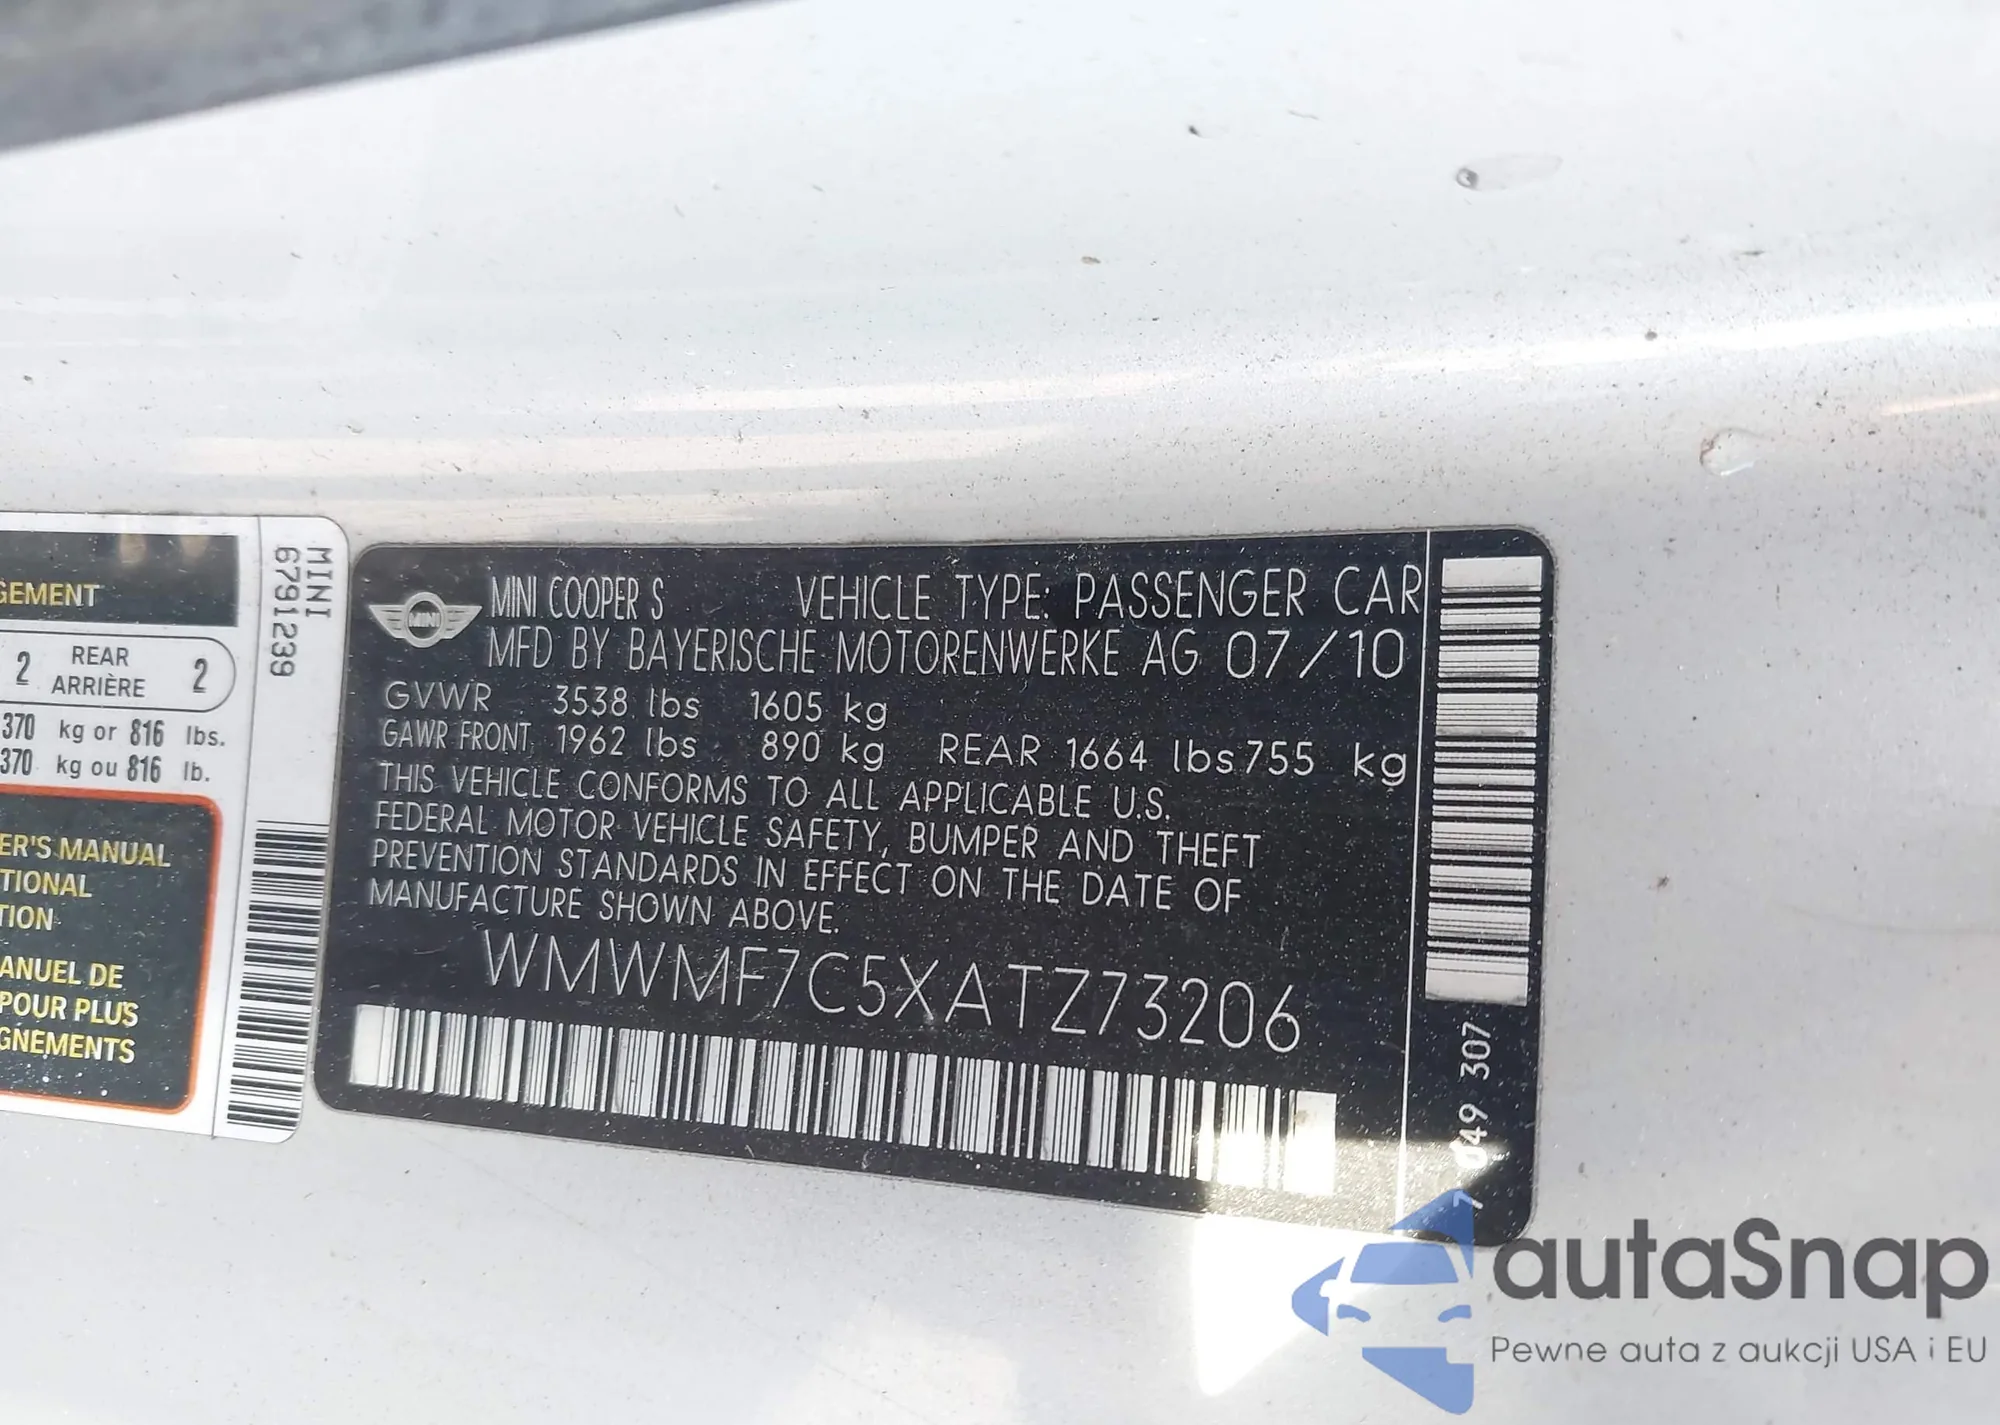 GEMENT
2 REAR 2
ARRIÈRE
370 kg or 816 lbs.
370 kg ou 816 lb.
ER'S MANUAL
TIONAL
TION
ANUEL DE
POUR PLUS
GNEMENTS
MINI
6791239
MINI
MINI COOPER S VEHICLE TYPE: PASSENGER CAR
MFD BY BAYERISCHE MOTORENWERKE AG 07/10
GVWR 3538 lbs 1605 kg
GAWR FRONT 1962 lbs 890 kg REAR 1664 lbs 755 kg
THIS VEHICLE CONFORMS TO ALL APPLICABLE U.S.
FEDERAL MOTOR VEHICLE SAFETY, BUMPER AND THEFT
PREVENTION STANDARDS IN EFFECT ON THE DATE OF
MANUFACTURE SHOWN ABOVE.
WMWMF7C5XATZ73206
7 049 307
autaSnap
Pewne auta z aukcji USA i EU